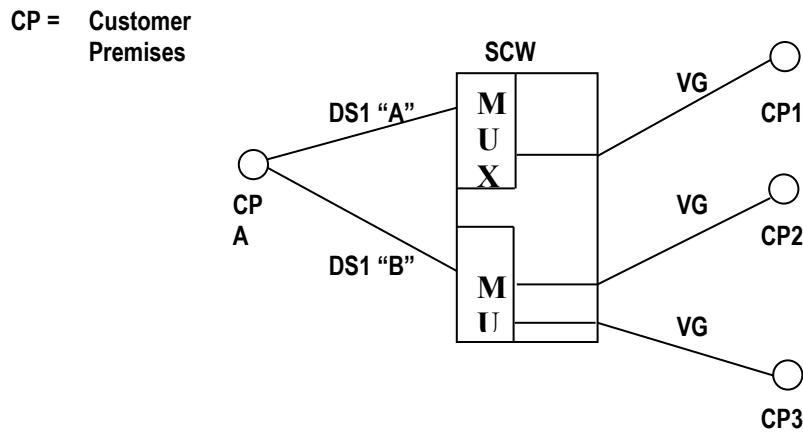 CP = Customer
Premises
SCW
VG
DS1 “A”
M
U
X
CP1
CP
A
VG
CP2
DS1 “B”
M
U
VG
CP3